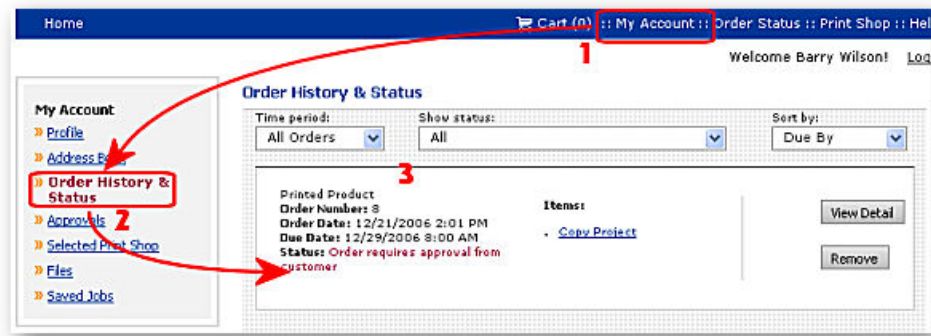 Home Cart (0) :: My Account :: Order Status :: Print Shop :: Hel
1
Welcome Barry Wilson! Log
My Account
» Profile
» Address
» Order History &
Status
2
» Approvals
» Selected Print Shop
» Files
» Saved Jobs
Order History & Status
Time period: Show status: Sort by:
All Orders All Due By
3
Printed Product
Order Number: 8
Order Date: 12/21/2006 2:01 PM
Due Date: 12/29/2006 8:00 AM
Status: Order requires approval from
customer
Items:
. Copy Project
View Detail
Remove